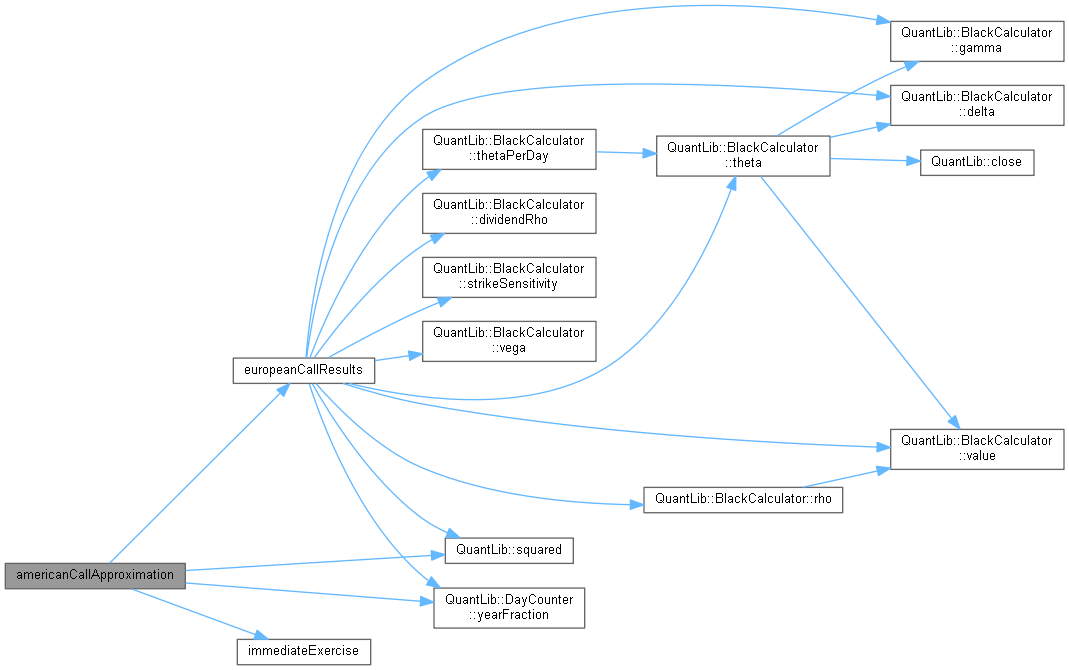 QuantLib::BlackCalculator
::gamma
QuantLib::BlackCalculator
::delta
QuantLib::BlackCalculator
::thetaPerDay
QuantLib::BlackCalculator
::theta
QuantLib::close
QuantLib::BlackCalculator
::dividendRho
QuantLib::BlackCalculator
::strikeSensitivity
QuantLib::BlackCalculator
::vega
europeanCallResults
QuantLib::BlackCalculator
::value
QuantLib::BlackCalculator::rho
QuantLib::squared
americanCallApproximation
QuantLib::DayCounter
::yearFraction
immediateExercise